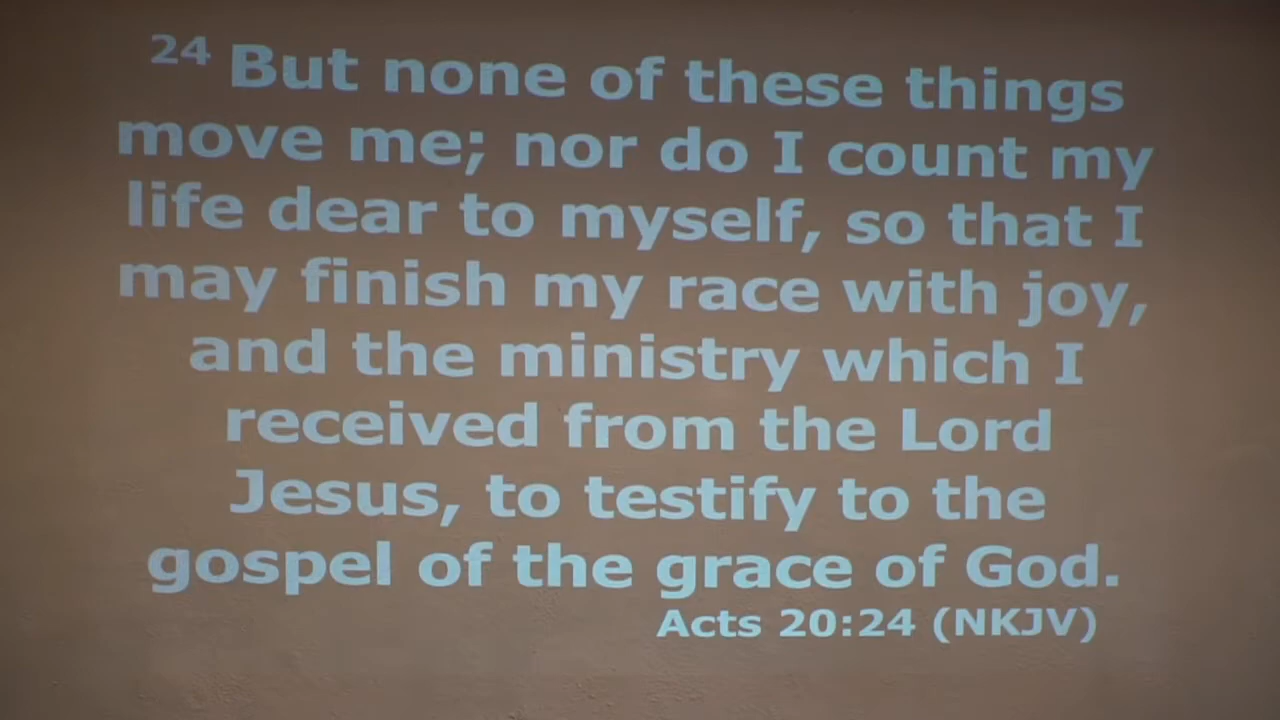 24 But none of these things
move me; nor do I count my
life dear to myself, so that I
may finish my race with joy,
and the ministry which I
received from the Lord
Jesus, to testify to the
gospel of the grace of God.
Acts 20:24 (NKJV)